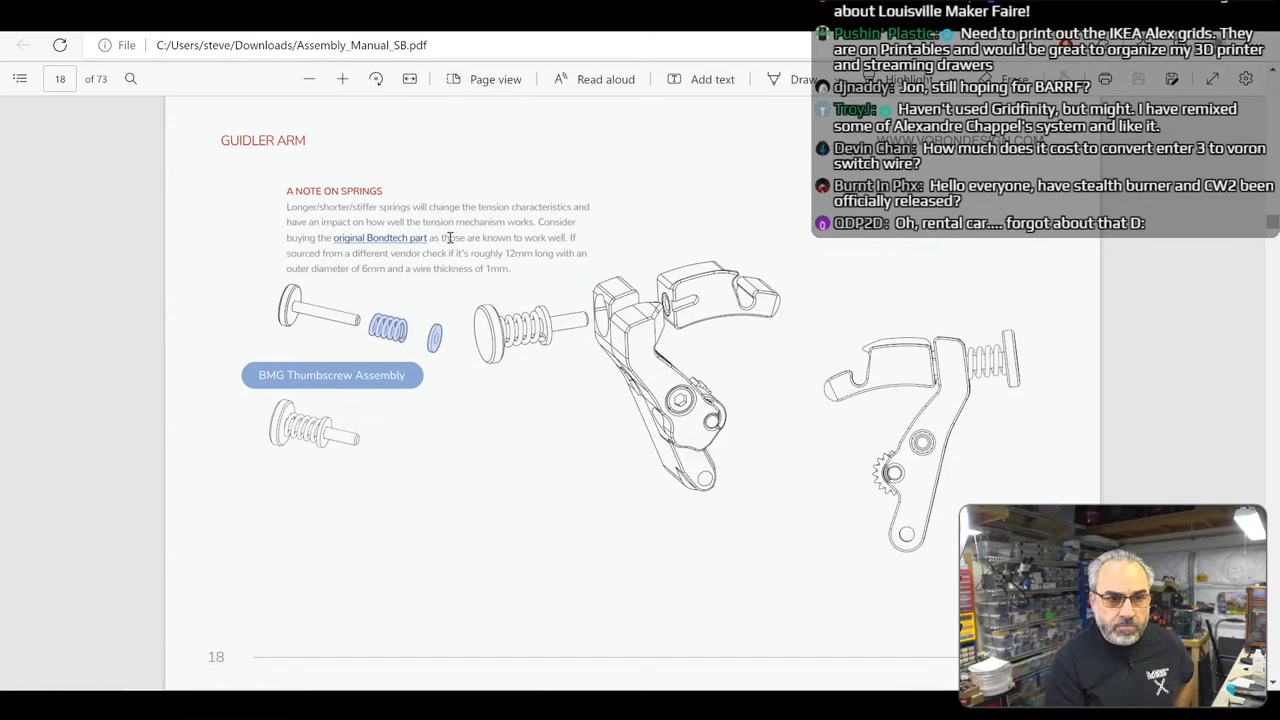 about Louisville Maker Faire!
File C:/Users/steve/Downloads/Assembly_Manual_SB.pdf
Pushin' Plastic: Need to print out the IKEA Alex grids. They
are on Printables and would be great to organize my 3D printer
and streaming drawers
18 of 73 Page view Read aloud Add text Draw Highlight Erase
djnaddy: Jon, still hoping for BARRF?
TroyJ: Haven't used Gridfinity, but might. I have remixed
some of Alexandre Chappel's system and like it.
GUIDLER ARM
WWW.VORONDESIGN.COM
Devin Chan: How much does it cost to convert enter 3 to voron
switch wire?
Burnt In Phx: Hello everyone, have stealth burner and CW2 been
officially released?
QDP2D: Oh, rental car.... forgot about that D:
A NOTE ON SPRINGS
Longer/shorter/stiffer springs will change the tension characteristics and
have an impact on how well the tension mechanism works. Consider
buying the original Bondtech part as these are known to work well. If
sourced from a different vendor check if it's roughly 12mm long with an
outer diameter of 6mm and a wire thickness of 1mm.
BMG Thumbscrew Assembly
18